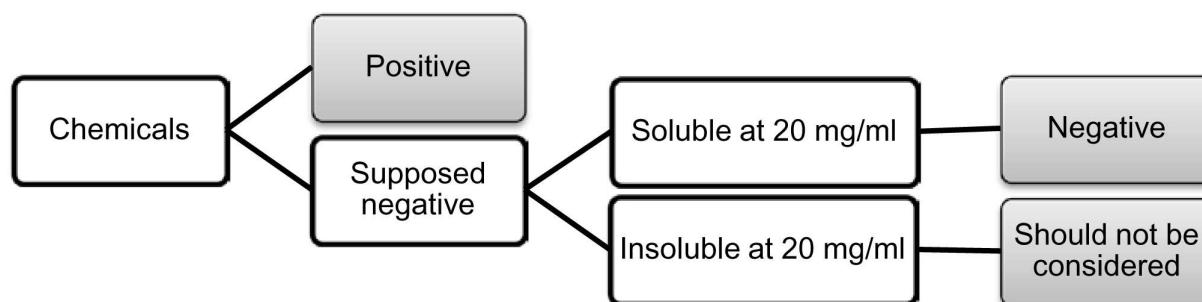 Chemicals
Positive
Supposed
negative
Soluble at 20 mg/ml
Insoluble at 20 mg/ml
Negative
Should not be
considered